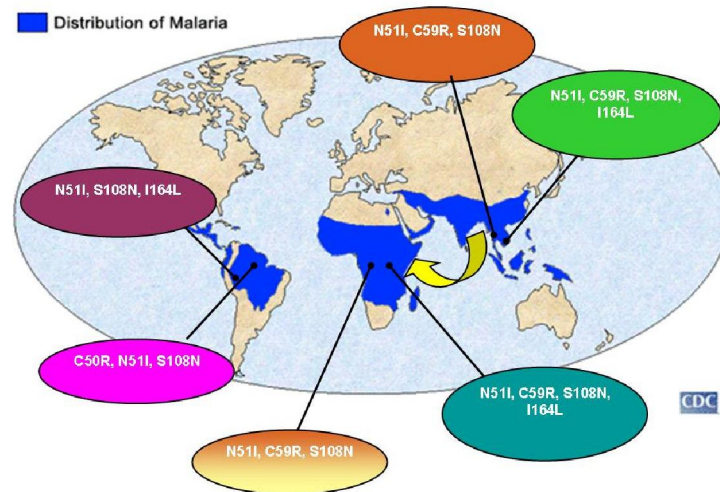 Distribution of Malaria
N51I, C59R, S108N
N51I, C59R, S108N,
I164L
N51I, S108N, I164L
C50R, N51I, S108N
N51I, C59R, S108N,
I164L
N51I, C59R, S108N
CDC